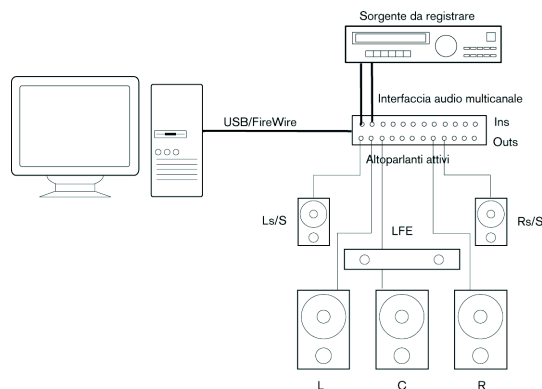 Sorgente da registrare
Interfaccia audio multicanale
USB/FireWire
Ins
Outs
Altoparlanti attivi
Ls/S
Rs/S
LFE
L
C
R